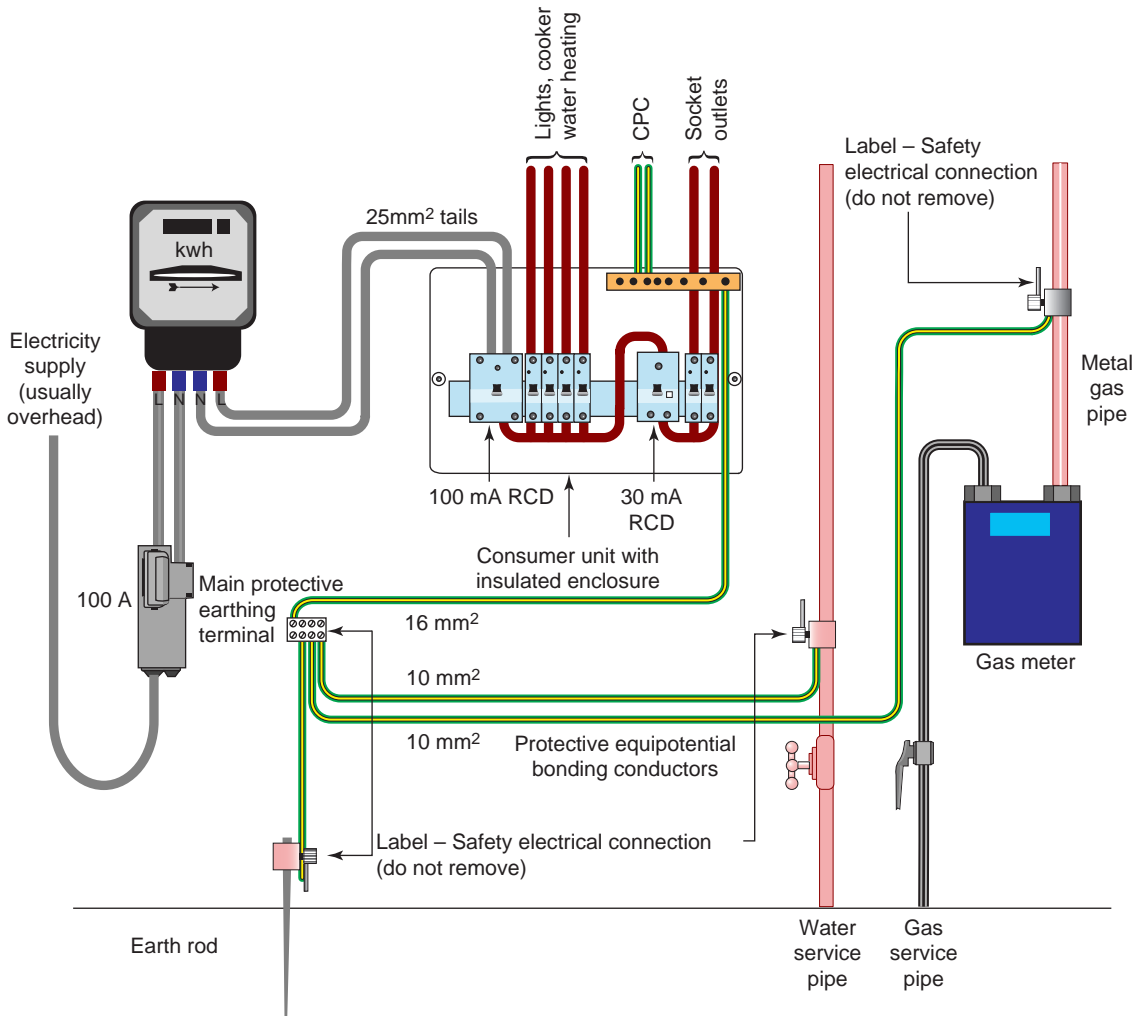 Lights, cooker
water heating
CPC
Socket
outlets
Label – Safety
electrical connection
(do not remove)
25mm² tails
kwh
Electricity
supply
(usually
overhead)
L
N
N
L
Metal
gas
pipe
100 mA RCD
30 mA
RCD
Consumer unit with
insulated enclosure
100 A
Main protective
earthing
terminal
16 mm²
10 mm²
10 mm²
Protective equipotential
bonding conductors
Gas meter
Label – Safety electrical connection
(do not remove)
Earth rod
Water
service
pipe
Gas
service
pipe